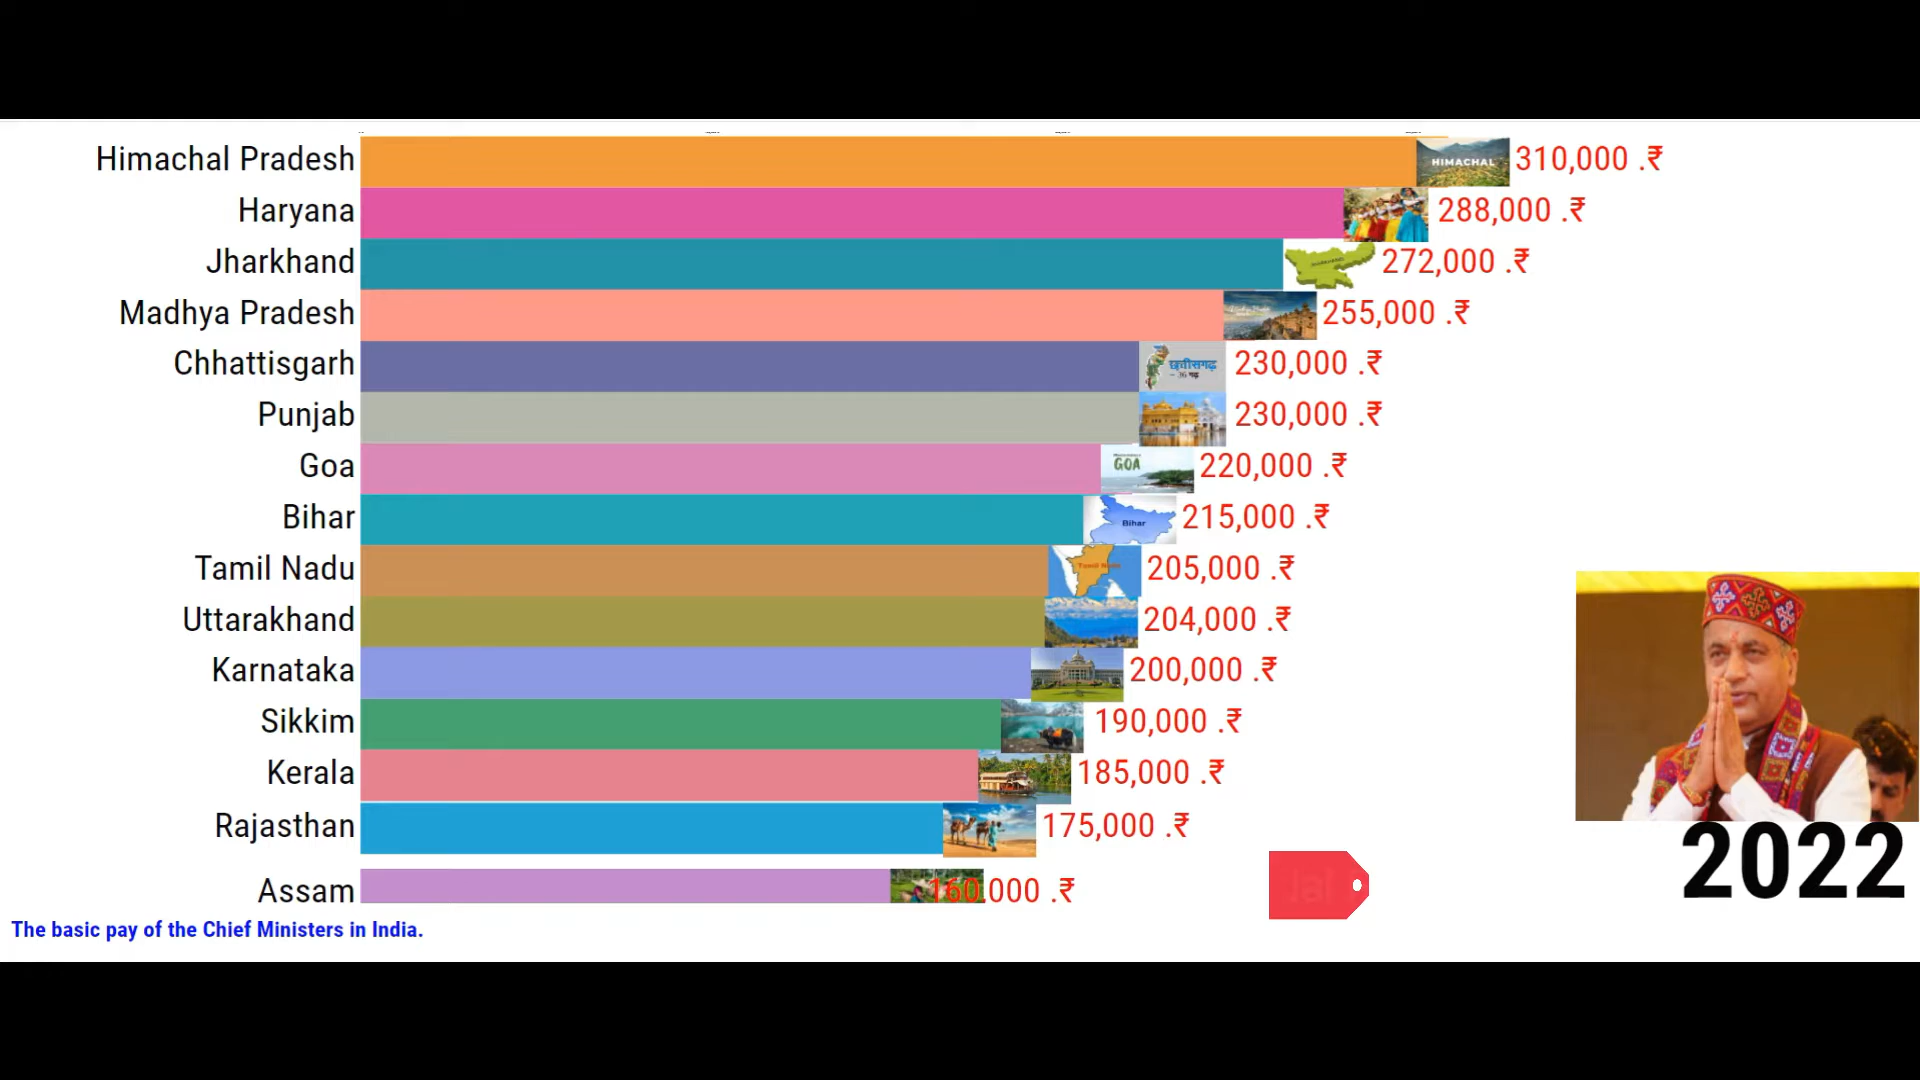 Himachal Pradesh HIMACHAL 310,000 .₹
Haryana 288,000 .₹
Jharkhand 272,000 .₹
Madhya Pradesh 255,000 .₹
Chhattisgarh छत्तीसगढ़ 230,000 .₹
– 36 गढ़
Punjab 230,000 .₹
Goa GOA 220,000 .₹
Bihar Bihar 215,000 .₹
Tamil Nadu 205,000 .₹
Uttarakhand 204,000 .₹
Karnataka 200,000 .₹
Sikkim 190,000 .₹
Kerala 185,000 .₹
Rajasthan 175,000 .₹
Assam 160,000 .₹
2022
The basic pay of the Chief Ministers in India.